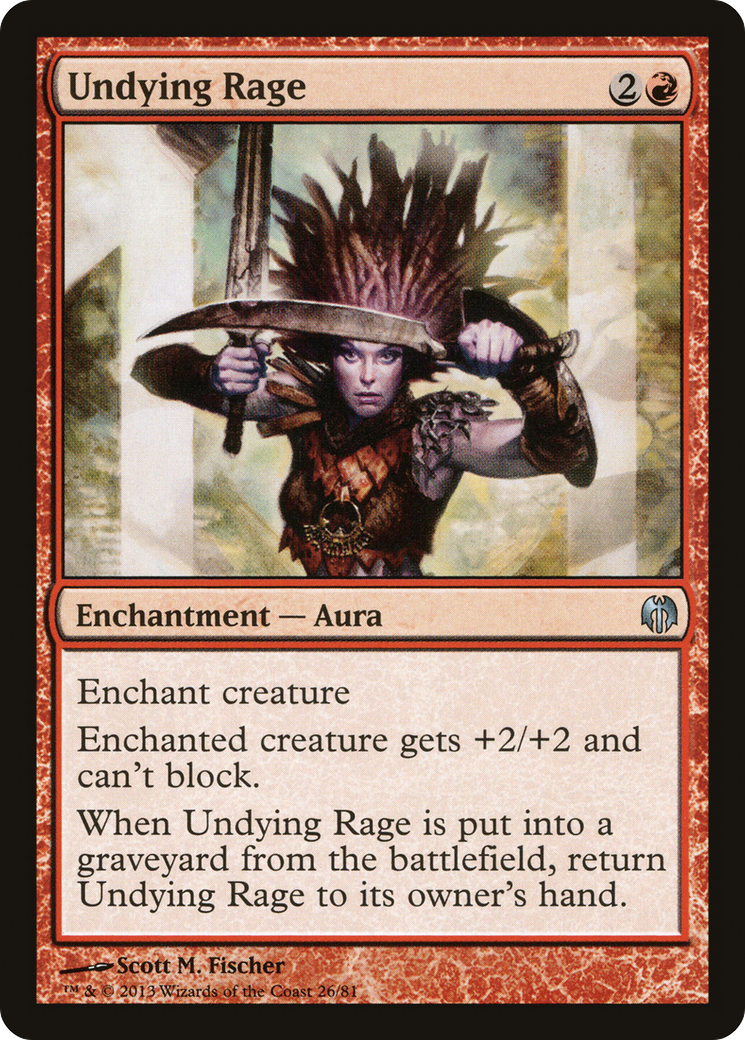 Undying Rage 2
Enchantment — Aura
Enchant creature
Enchanted creature gets +2/+2 and
can't block.
When Undying Rage is put into a
graveyard from the battlefield, return
Undying Rage to its owner's hand.
Scott M. Fischer
™ & © 2013 Wizards of the Coast 26/81